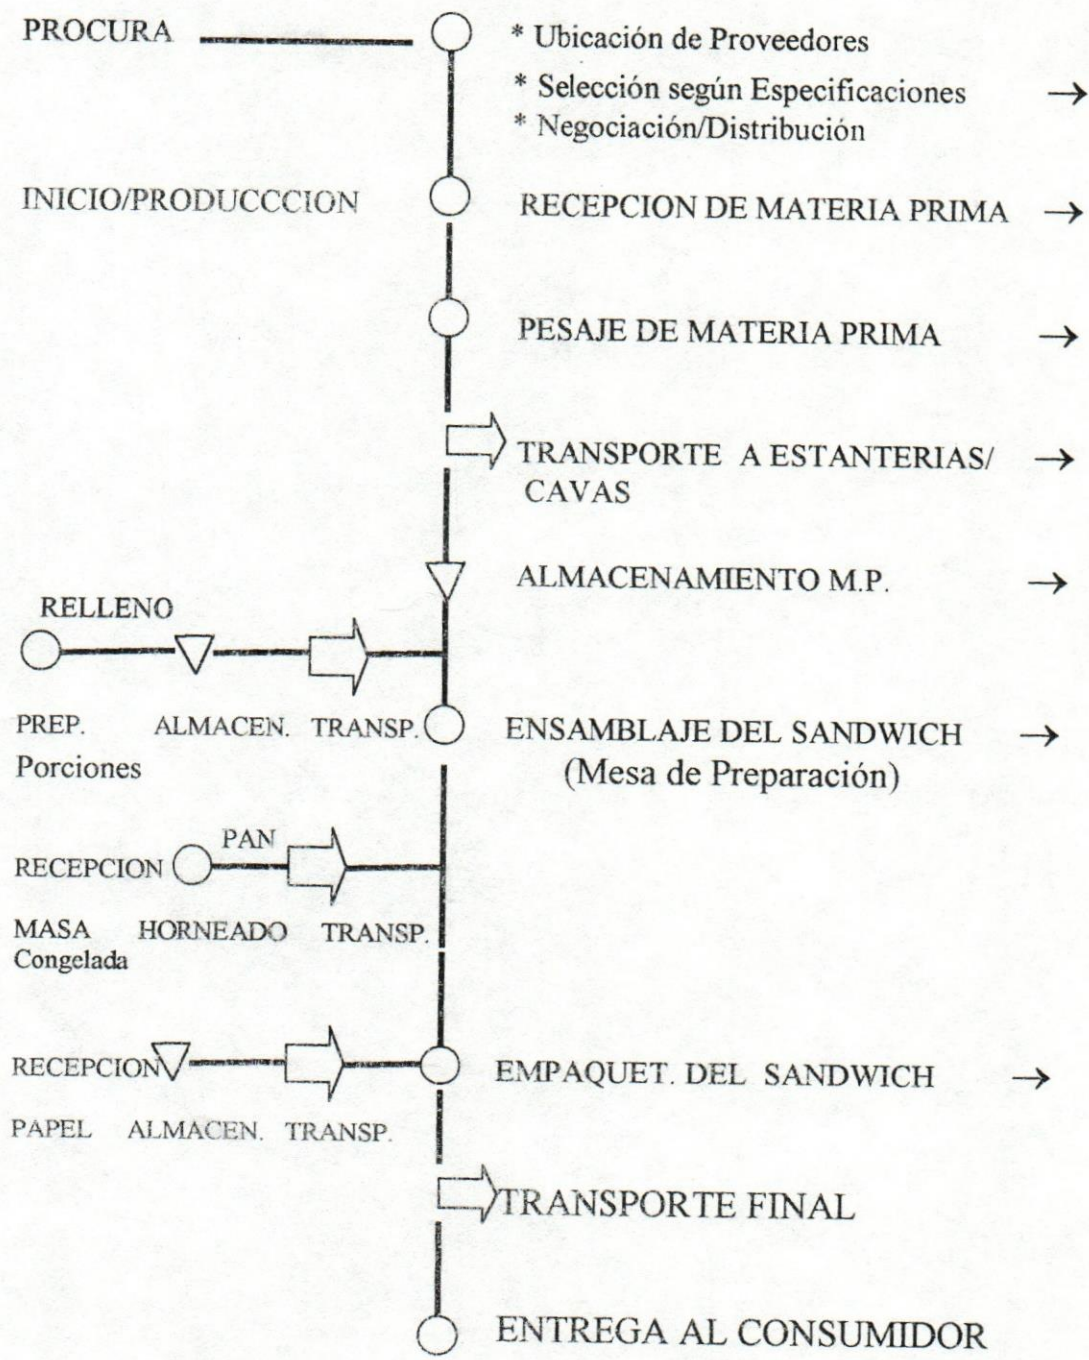 PROCURA
* Ubicación de Proveedores
* Selección según Especificaciones →
* Negociación/Distribución
INICIO/PRODUCCCION
RECEPCION DE MATERIA PRIMA →
PESAJE DE MATERIA PRIMA →
TRANSPORTE A ESTANTERIAS/ →
CAVAS
ALMACENAMIENTO M.P. →
RELLENO
PREP. ALMACEN. TRANSP.
Porciones
ENSAMBLAJE DEL SANDWICH →
(Mesa de Preparación)
PAN
RECEPCION
MASA HORNEADO TRANSP.
Congelada
RECEPCION
EMPAQUET. DEL SANDWICH →
PAPEL ALMACEN. TRANSP.
TRANSPORTE FINAL
ENTREGA AL CONSUMIDOR